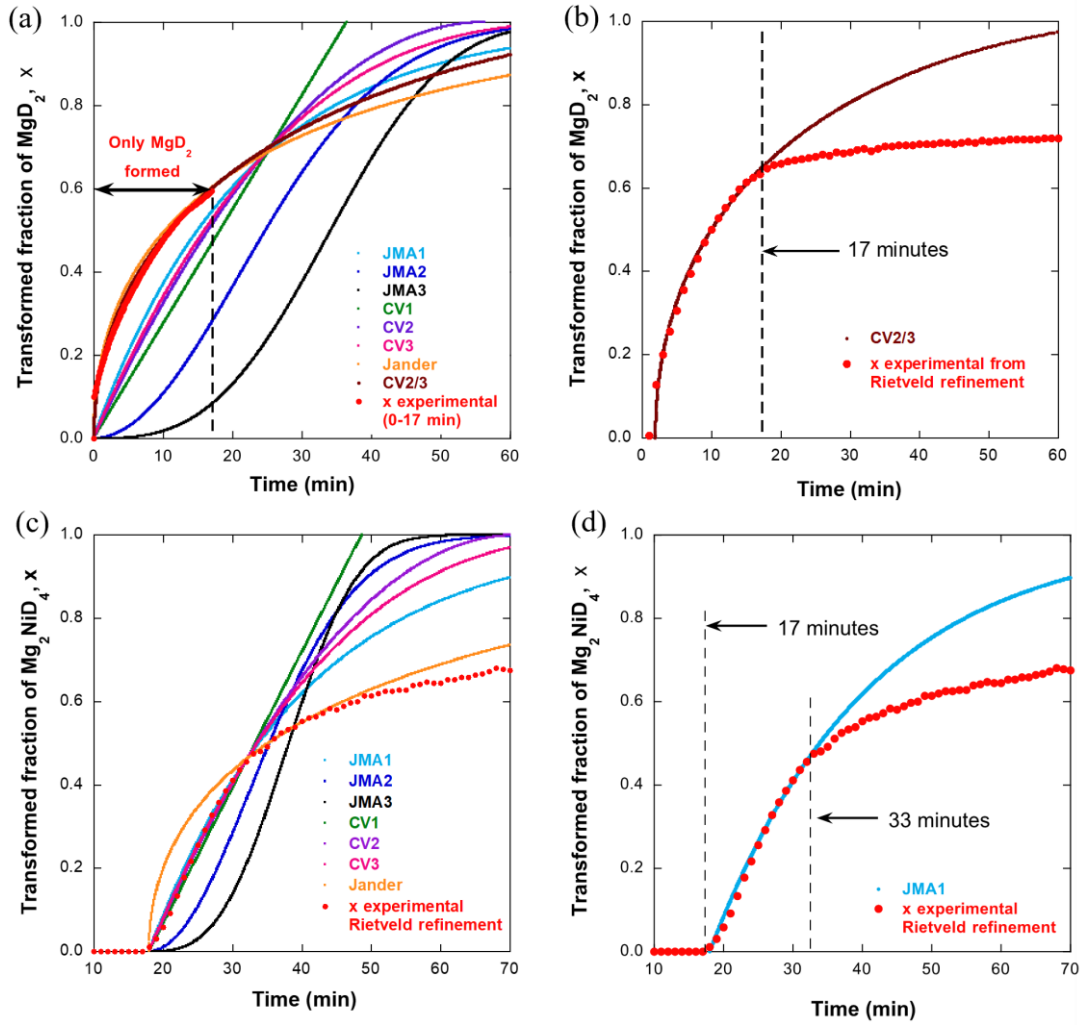 (a)
Transformed fraction of MgD₂, x
1.0
0.8
0.6
0.4
0.2
0.0
Only MgD₂
formed
JMA1
JMA2
JMA3
CV1
CV2
CV3
Jander
CV2/3
x experimental
(0-17 min)
0 10 20 30 40 50 60
Time (min)
(b)
Transformed fraction of MgD₂, x
1.0
0.8
0.6
0.4
0.2
0.0
17 minutes
CV2/3
x experimental from
Rietveld refinement
0 10 20 30 40 50 60
Time (min)
(c)
Transformed fraction of Mg₂ NiD₄, x
1.0
0.8
0.6
0.4
0.2
0.0
JMA1
JMA2
JMA3
CV1
CV2
CV3
Jander
x experimental
Rietveld refinement
10 20 30 40 50 60 70
Time (min)
(d)
Transformed fraction of Mg₂NiD₄, x
1.0
0.8
0.6
0.4
0.2
0.0
17 minutes
33 minutes
JMA1
x experimental
Rietveld refinement
10 20 30 40 50 60 70
Time (min)